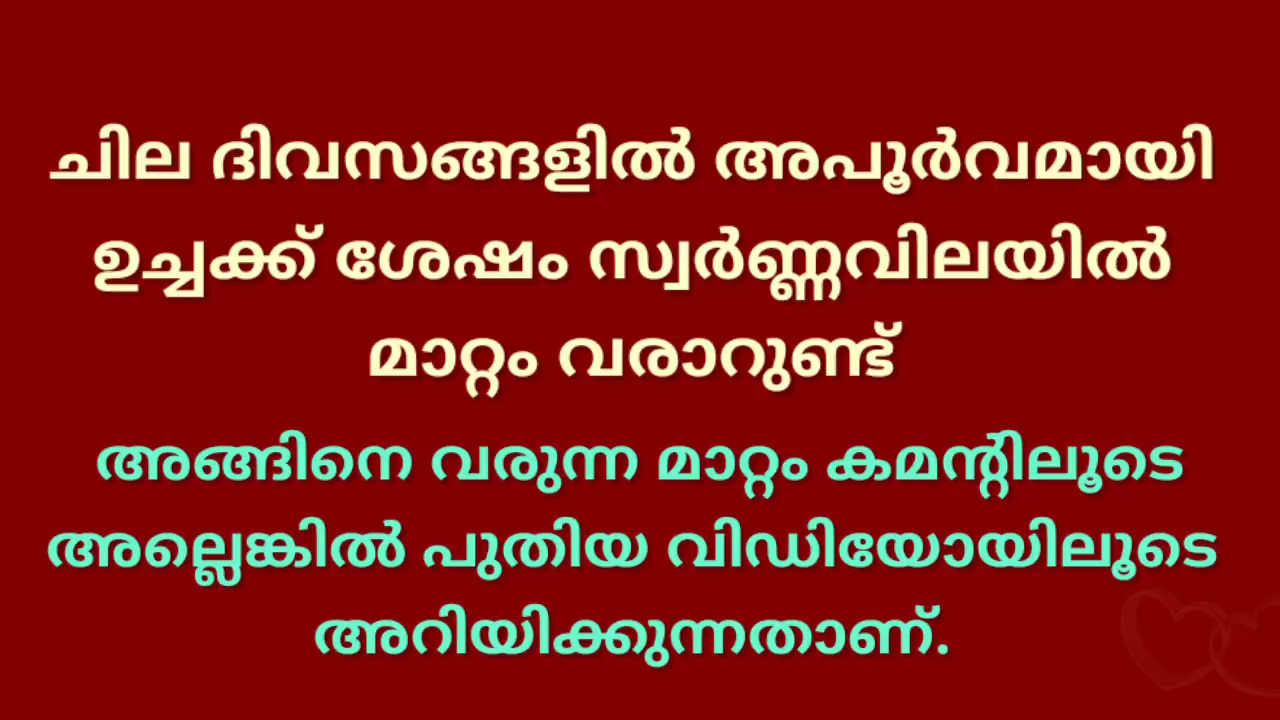 ചില ദിവസങ്ങളിൽ അപൂർവമായി
ഉച്ചക്ക് ശേഷം സ്വർണ്ണവിലയിൽ
മാറ്റം വരാറുണ്ട്
അങ്ങിനെ വരുന്ന മാറ്റം കമന്റിലൂടെ
അല്ലെങ്കിൽ പുതിയ വിഡിയോയിലൂടെ
അറിയിക്കുന്നതാണ്.